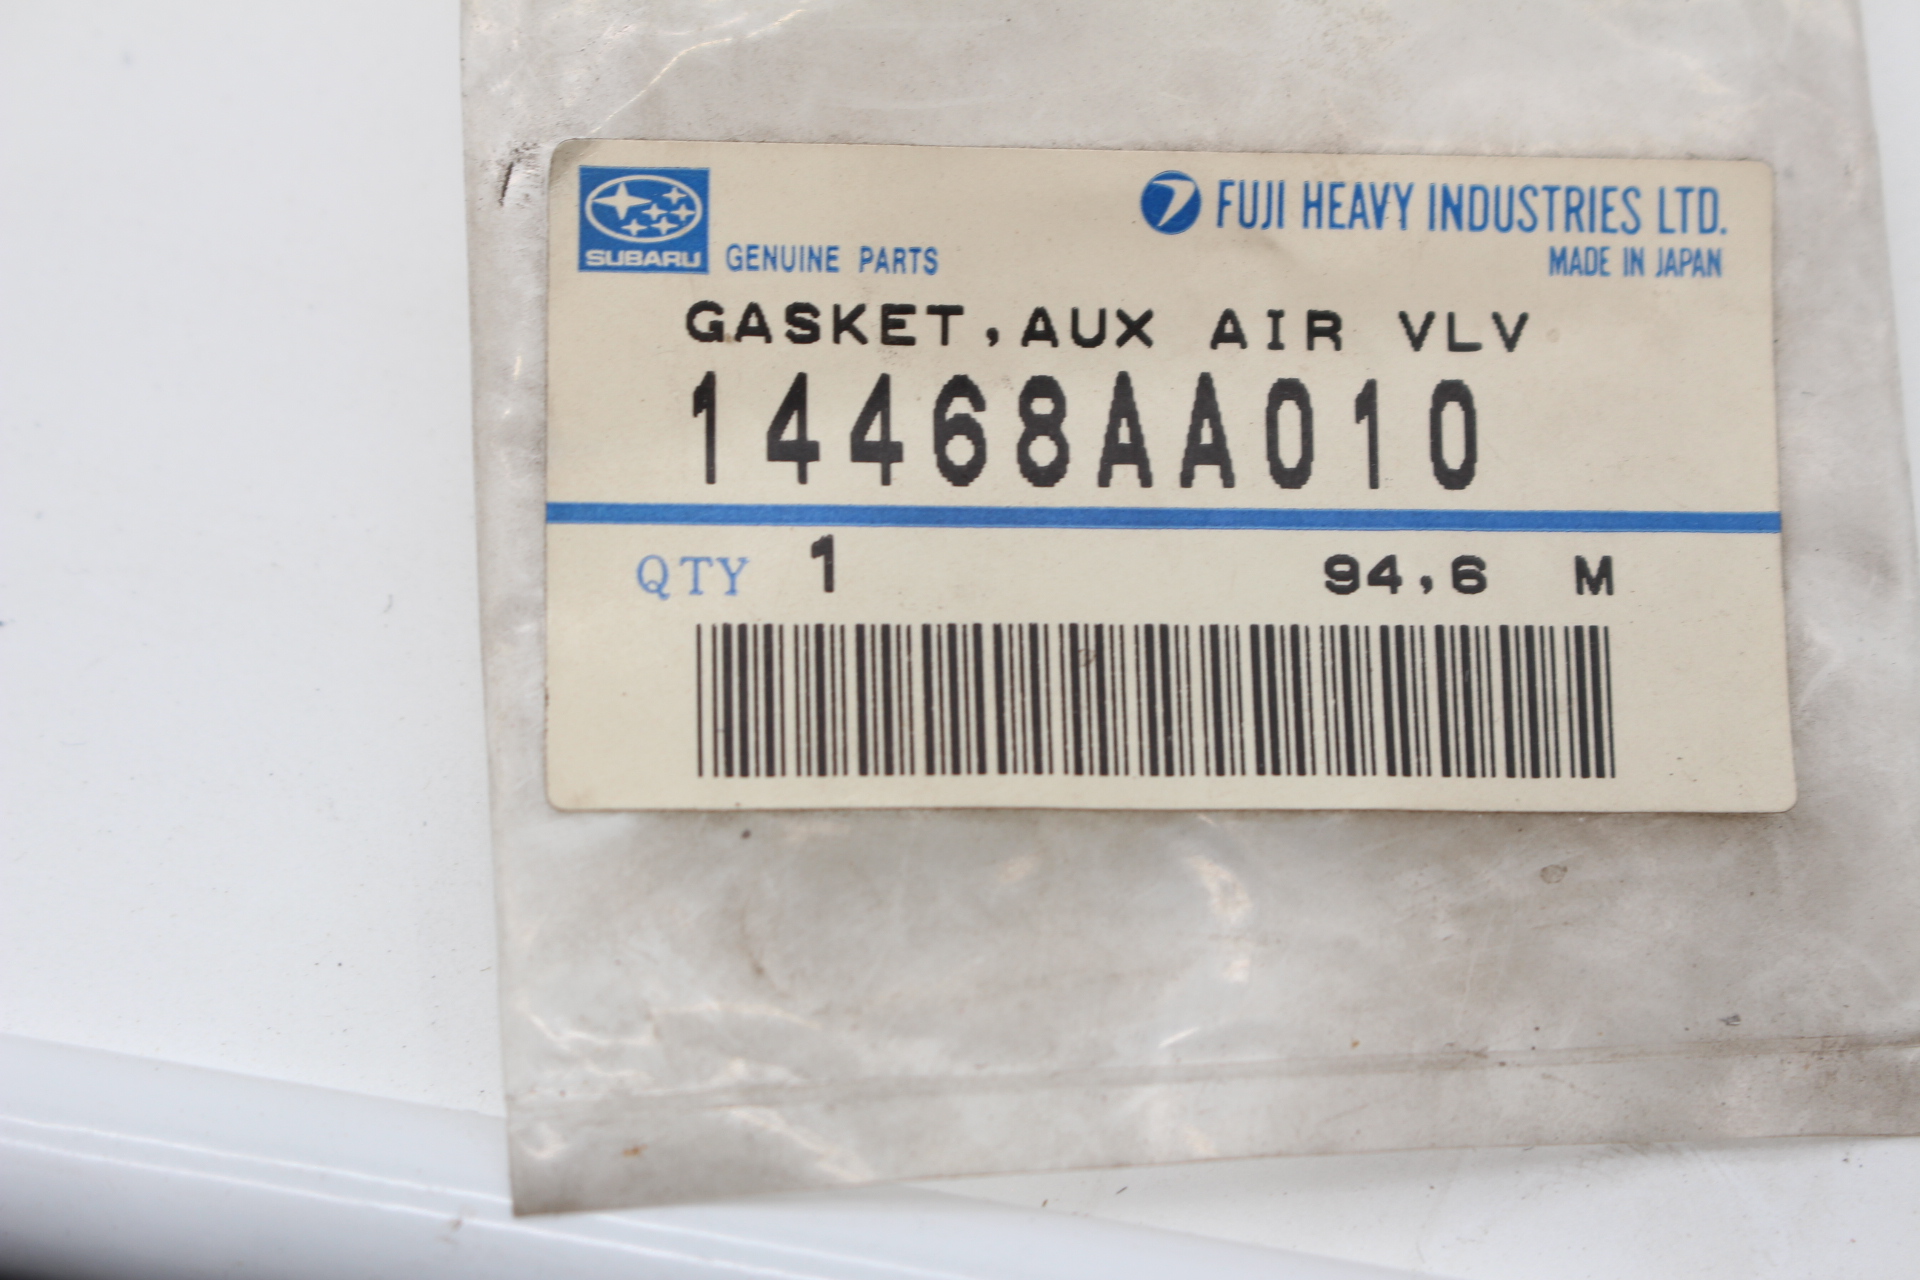 SUBARU GENUINE PARTS
FUJI HEAVY INDUSTRIES LTD.
MADE IN JAPAN
GASKET,AUX AIR VLV
14468AA010
QTY 1 94,6 M